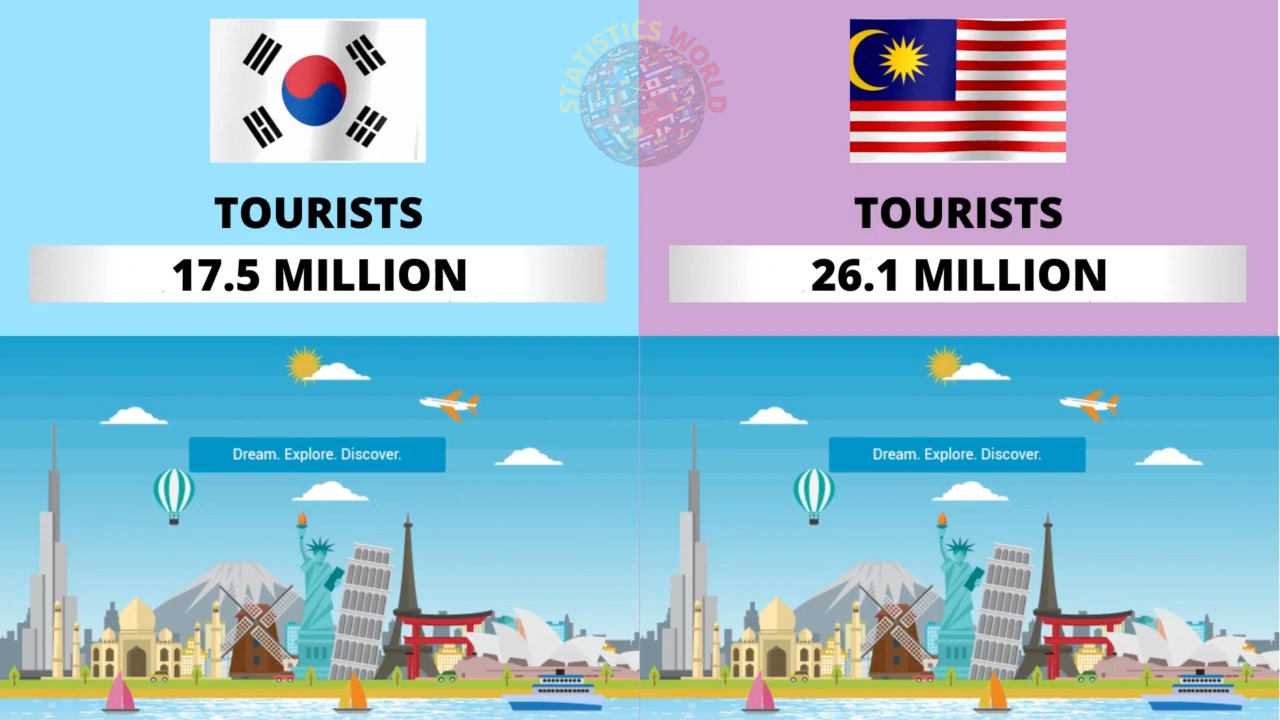 STATISTICS WORLD
TOURISTS
17.5 MILLION
TOURISTS
26.1 MILLION
Dream. Explore. Discover.
Dream. Explore. Discover.